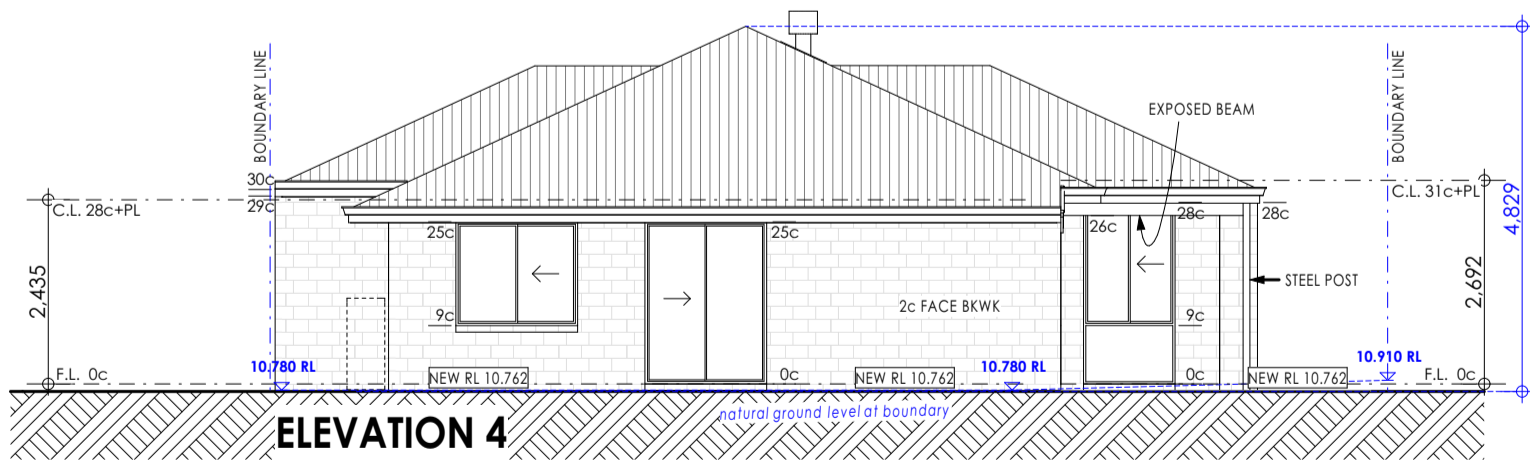 BOUNDARY LINE
EXPOSED BEAM
BOUNDARY LINE
30c
29c
C.L. 28c+PL
C.L. 31c+PL
4,829
25c
25c
26c
28c
28c
2,435
2,692
STEEL POST
2c FACE BKWK
9c
9c
10.780 RL
10.780 RL
10.910 RL
F.L. 0c
NEW RL 10.762
0c
NEW RL 10.762
0c
NEW RL 10.762
F.L. 0c
natural ground level at boundary
ELEVATION 4